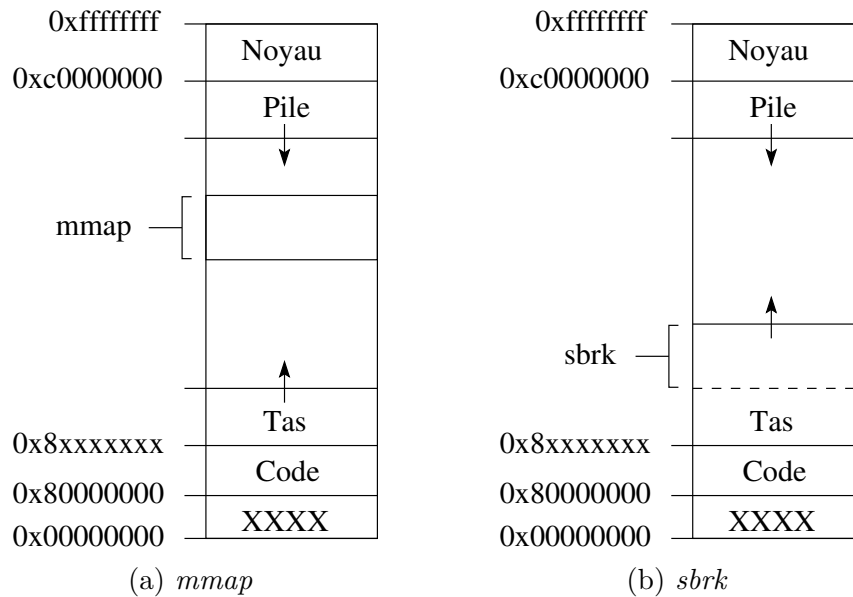 0xffffffff
Noyau
0xc0000000
Pile
mmap
Tas
0x8xxxxxxx
Code
0x80000000
XXXX
0x00000000
(a) mmap
0xffffffff
Noyau
0xc0000000
Pile
sbrk
Tas
0x8xxxxxxx
Code
0x80000000
XXXX
0x00000000
(b) sbrk